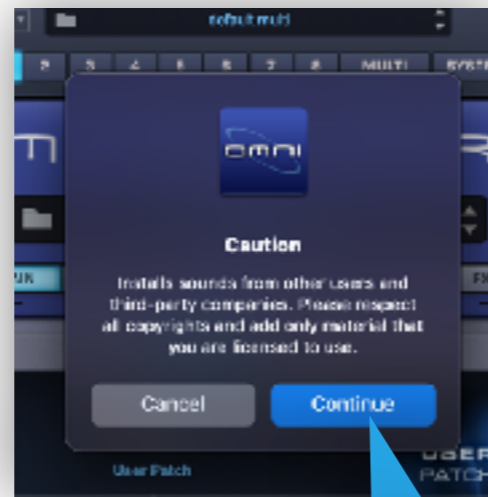 default multi
2 3 4 5 6 7 8 MULTI
OMNI
Caution
Installs sounds from other users and
third-party companies. Please respect
all copyrights and add only material that
you are licensed to use.
Cancel Continue
User Patch